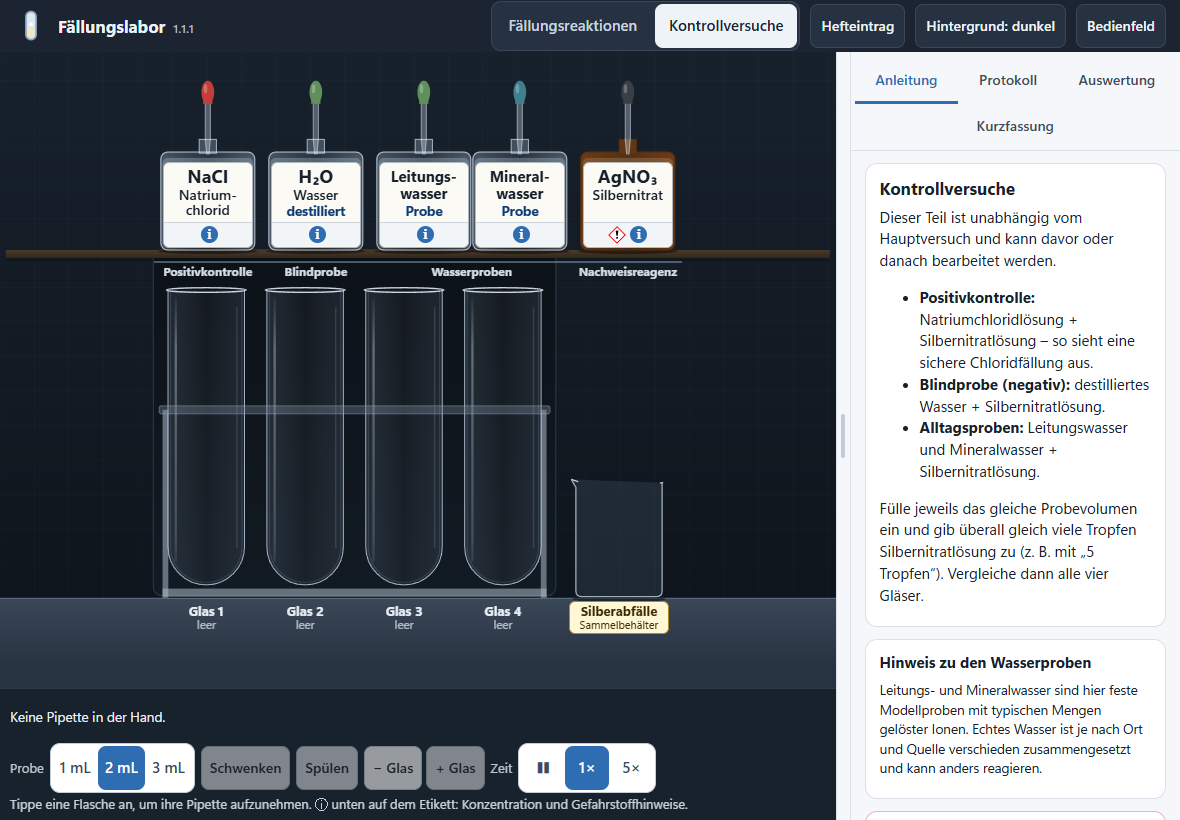 Fällungslabor 1.1.1
Fällungsreaktionen
Kontrollversuche
Hefteintrag
Hintergrund: dunkel
Bedienfeld
Anleitung
Protokoll
Auswertung
Kurzfassung
NaCl
Natrium-
chlorid
H₂O
Wasser
destilliert
Leitungs-
wasser
Probe
Mineral-
wasser
Probe
AgNO₃
Silbernitrat
Positivkontrolle
Blindprobe
Wasserproben
Nachweisreagenz
Glas 1
leer
Glas 2
leer
Glas 3
leer
Glas 4
leer
Silberabfälle
Sammelbehälter
Keine Pipette in der Hand.
Probe 1 mL 2 mL 3 mL Schwenken Spülen − Glas + Glas Zeit 1× 5×
Tippe eine Flasche an, um ihre Pipette aufzunehmen. ⓘ unten auf dem Etikett: Konzentration und Gefahrstoffhinweise.
Kontrollversuche
Dieser Teil ist unabhängig vom
Hauptversuch und kann davor oder
danach bearbeitet werden.
• Positivkontrolle:
Natriumchloridlösung +
Silbernitratlösung – so sieht eine
sichere Chloridfällung aus.
• Blindprobe (negativ): destilliertes
Wasser + Silbernitratlösung.
• Alltagsproben: Leitungswasser
und Mineralwasser +
Silbernitratlösung.
Fülle jeweils das gleiche Probevolumen
ein und gib überall gleich viele Tropfen
Silbernitratlösung zu (z. B. mit „5
Tropfen“). Vergleiche dann alle vier
Gläser.
Hinweis zu den Wasserproben
Leitungs- und Mineralwasser sind hier feste
Modellproben mit typischen Mengen
gelöster Ionen. Echtes Wasser ist je nach Ort
und Quelle verschieden zusammengesetzt
und kann anders reagieren.